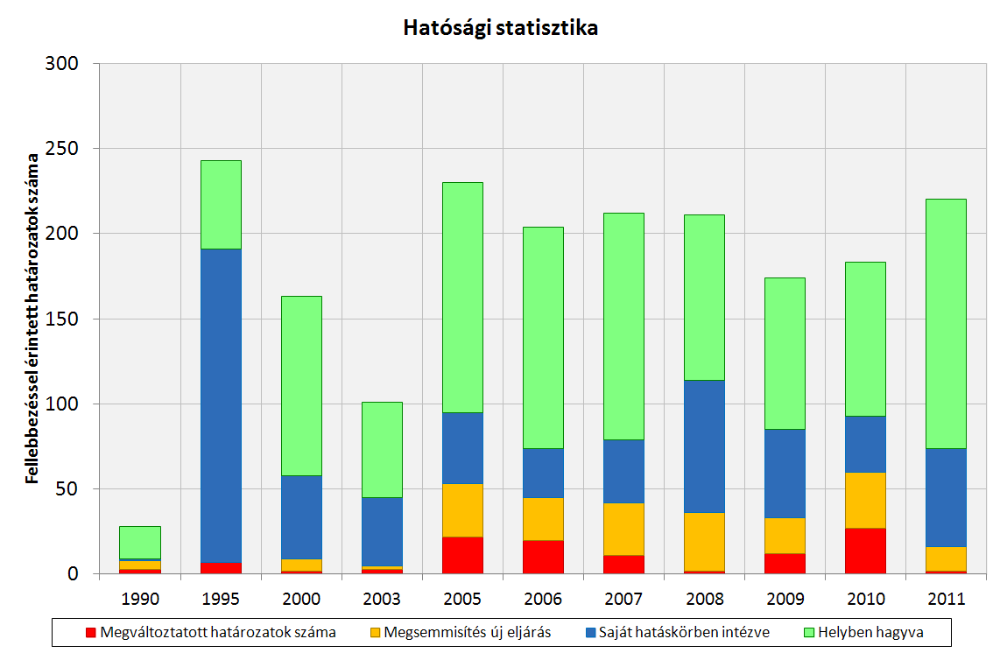 Hatósági statisztika
Fellebbezéssel érintett határozatok száma
300
250
200
150
100
50
0
1990 1995 2000 2003 2005 2006 2007 2008 2009 2010 2011
Megváltoztatott határozatok száma Megsemmisítés új eljárás Saját hatáskörben intézve Helyben hagyva